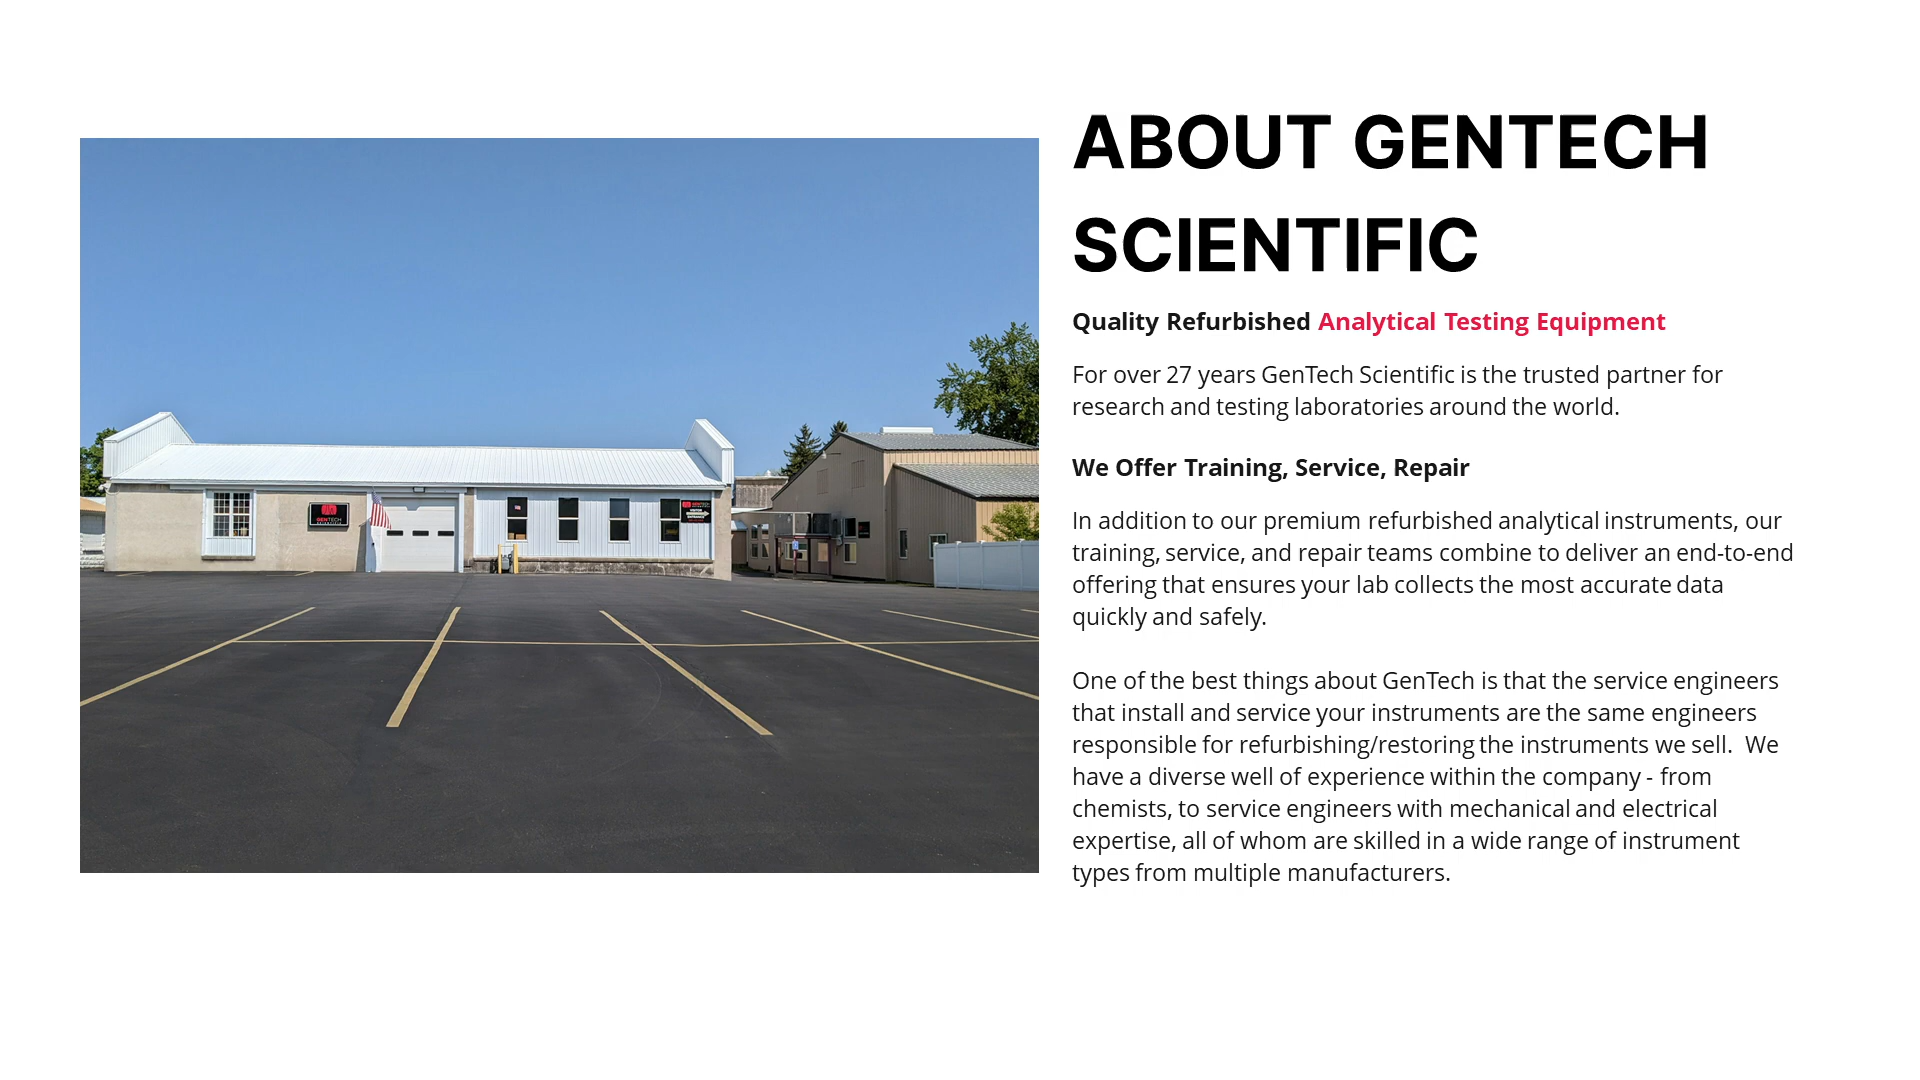 ABOUT GENTECH
SCIENTIFIC
Quality Refurbished Analytical Testing Equipment
For over 27 years GenTech Scientific is the trusted partner for
research and testing laboratories around the world.
We Offer Training, Service, Repair
In addition to our premium refurbished analytical instruments, our
training, service, and repair teams combine to deliver an end-to-end
offering that ensures your lab collects the most accurate data
quickly and safely.
One of the best things about GenTech is that the service engineers
that install and service your instruments are the same engineers
responsible for refurbishing/restoring the instruments we sell.  We
have a diverse well of experience within the company - from
chemists, to service engineers with mechanical and electrical
expertise, all of whom are skilled in a wide range of instrument
types from multiple manufacturers.
GENTECH